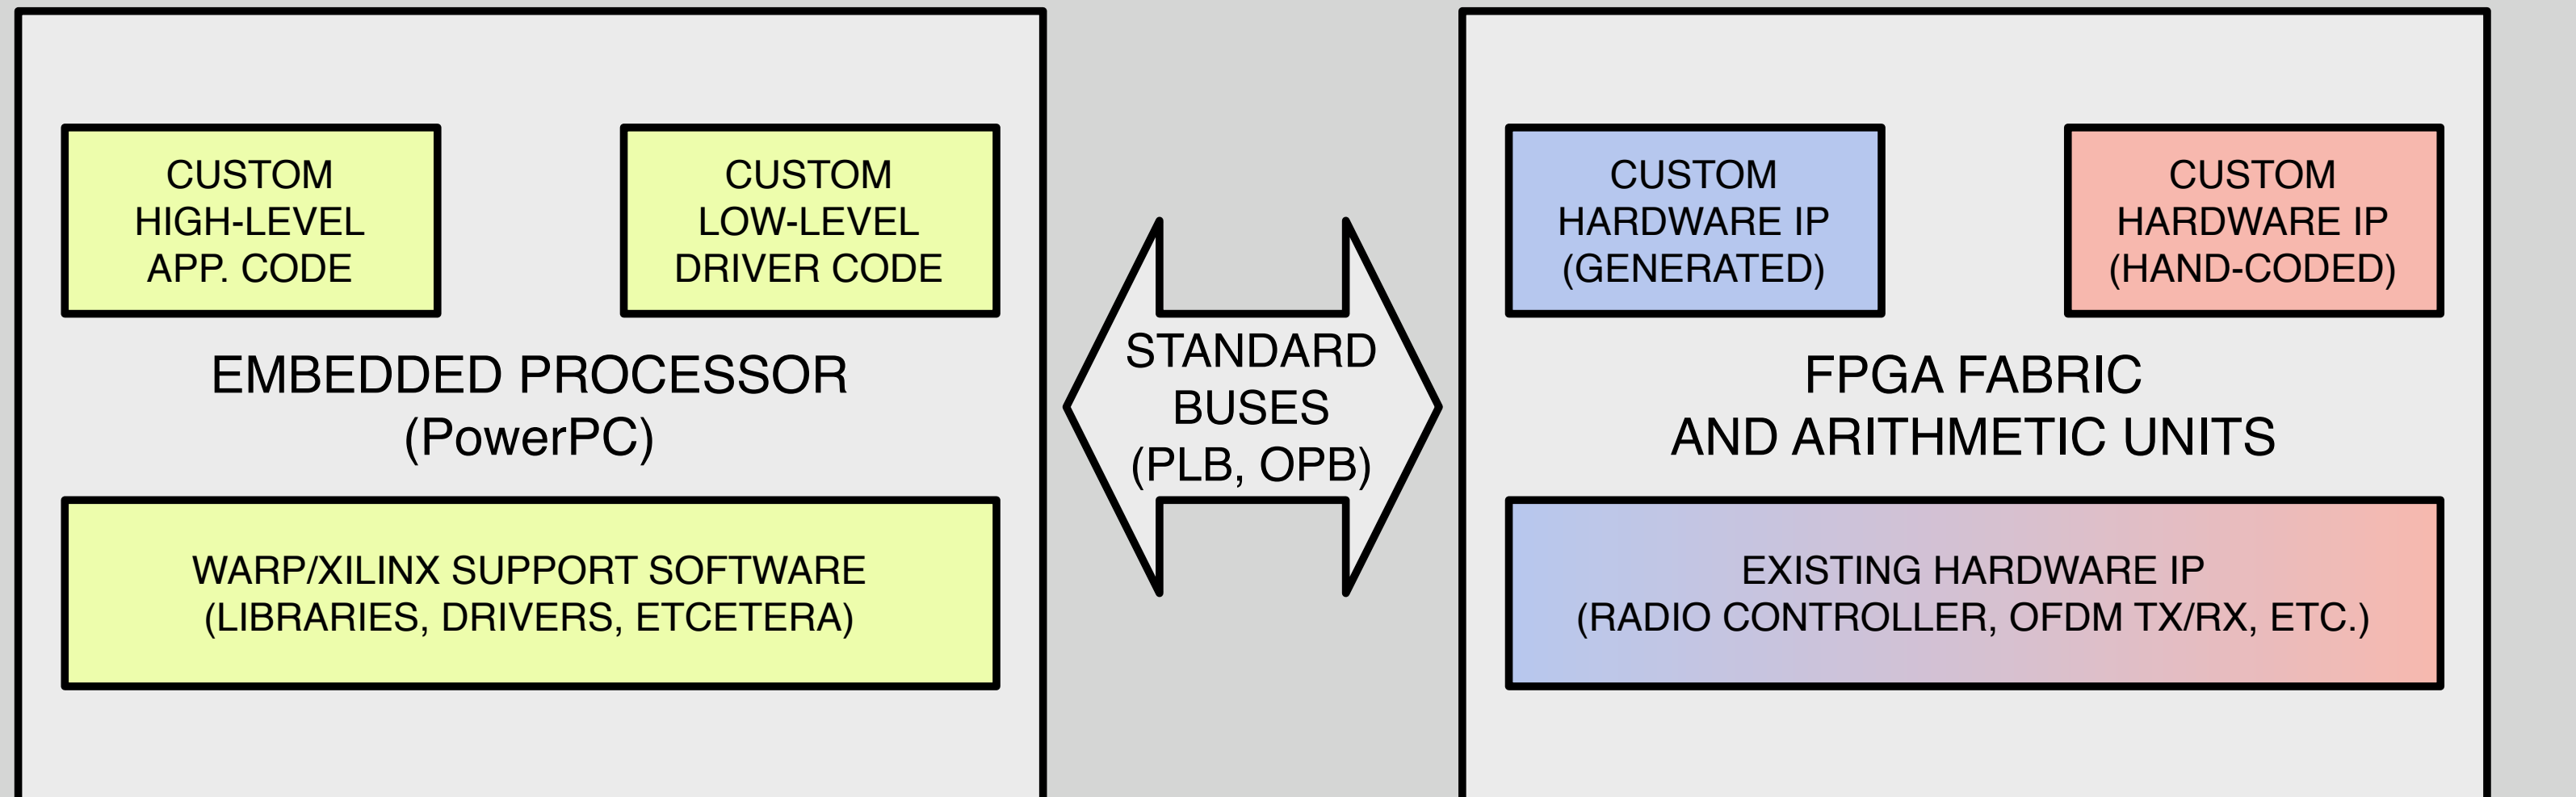 CUSTOM
HIGH-LEVEL
APP. CODE
CUSTOM
LOW-LEVEL
DRIVER CODE
EMBEDDED PROCESSOR
(PowerPC)
WARP/XILINX SUPPORT SOFTWARE
(LIBRARIES, DRIVERS, ETCETERA)
STANDARD
BUSES
(PLB, OPB)
CUSTOM
HARDWARE IP
(GENERATED)
CUSTOM
HARDWARE IP
(HAND-CODED)
FPGA FABRIC
AND ARITHMETIC UNITS
EXISTING HARDWARE IP
(RADIO CONTROLLER, OFDM TX/RX, ETC.)